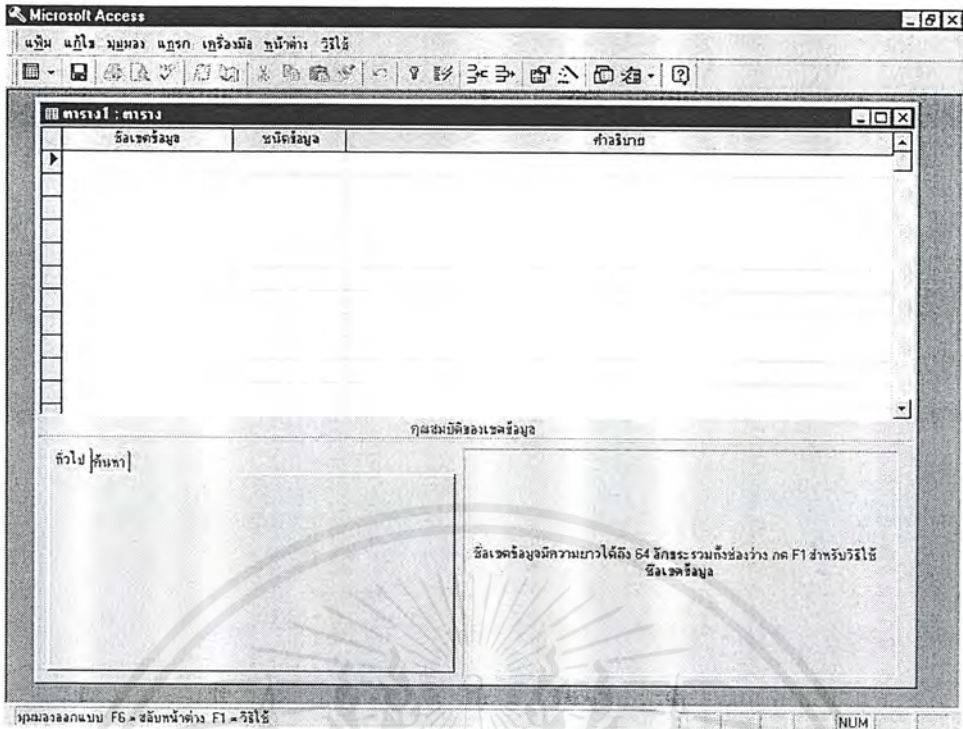 Microsoft Access
แฟ้ม แก้ไข มุมมอง แทรก เครื่องมือ หน้าต่าง วิธีใช้
ตาราง1 : ตาราง
ชื่อเขตข้อมูล ชนิดข้อมูล คำอธิบาย
คุณสมบัติของเขตข้อมูล
ทั่วไป ค้นหา
ชื่อเขตข้อมูลมีความยาวได้ถึง 64 อักขระ รวมทั้งช่องว่าง กด F1 สำหรับวิธีใช้
ชื่อเขตข้อมูล
มุมมองออกแบบ F6 = สลับหน้าต่าง F1 = วิธีใช้
NUM